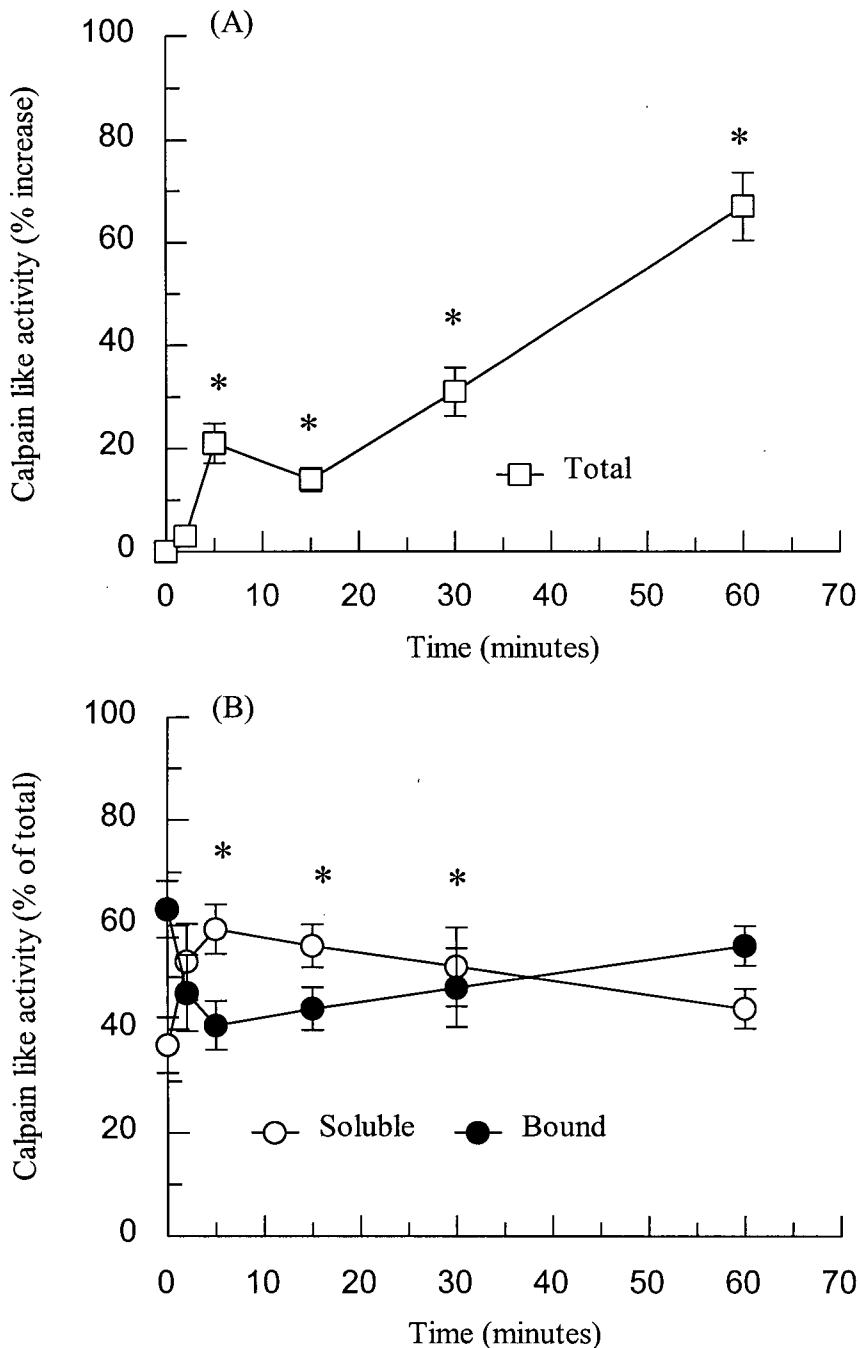 (A)
100
80
60
40
20
0
Calpain like activity (% increase)
*
*
*
*
Total
0 10 20 30 40 50 60 70
Time (minutes)
(B)
100
80
60
40
20
0
Calpain like activity (% of total)
*
*
*
Soluble Bound
0 10 20 30 40 50 60 70
Time (minutes)